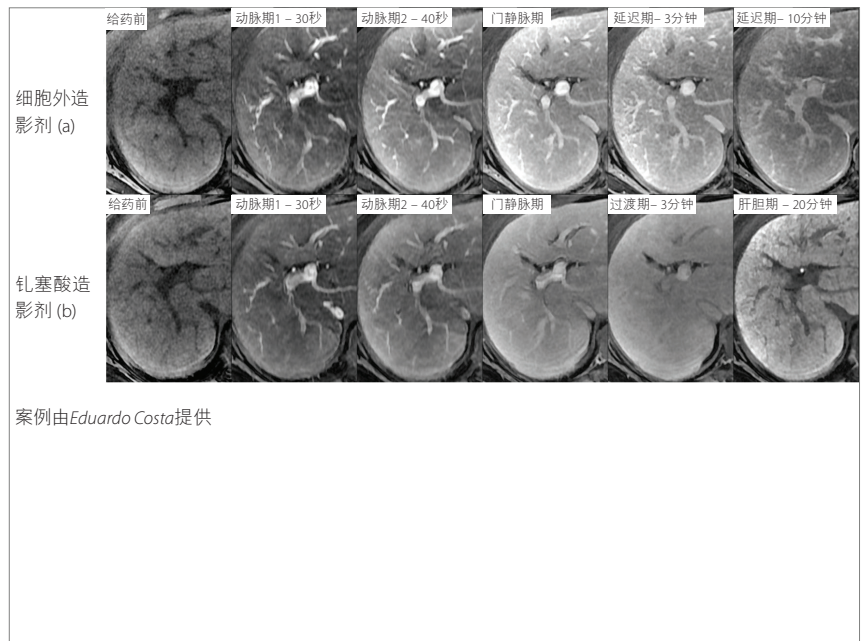 给药前 动脉期1 – 30秒 动脉期2 – 40秒 门静脉期 延迟期– 3分钟 延迟期– 10分钟
细胞外造
影剂 (a)
给药前 动脉期1 – 30秒 动脉期2 – 40秒 门静脉期 过渡期– 3分钟 肝胆期 – 20分钟
钆塞酸造
影剂 (b)
案例由Eduardo Costa提供